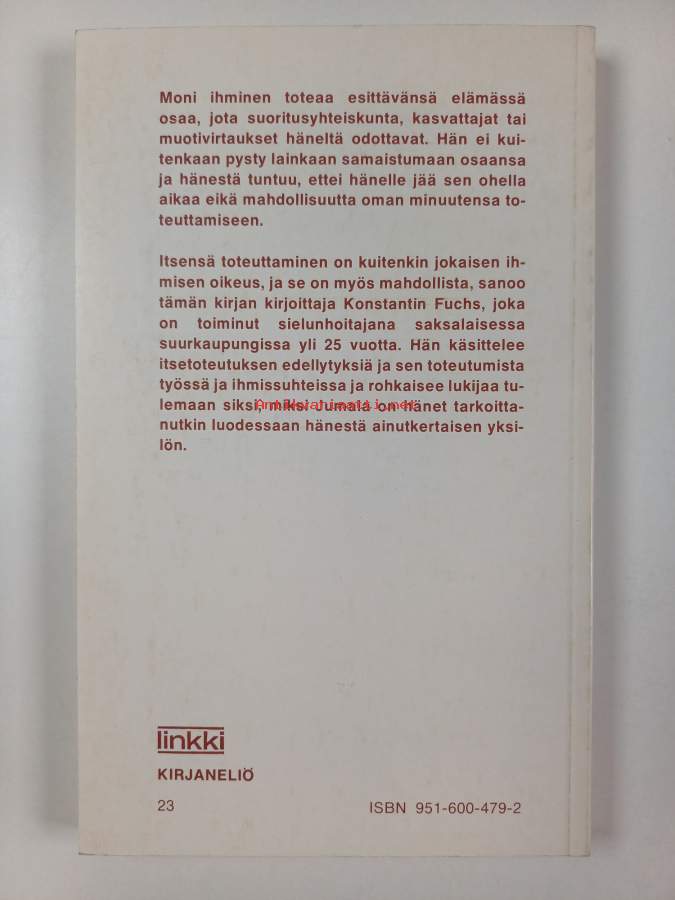 Moni ihminen toteaa esittävänsä elämässä
osaa, jota suoritusyhteiskunta, kasvattajat tai
muotivirtaukset häneltä odottavat. Hän ei kui-
tenkaan pysty lainkaan samaistumaan osaansa
ja hänestä tuntuu, ettei hänelle jää sen ohella
aikaa eikä mahdollisuutta oman minuutensa to-
teuttamiseen.
Itsensä toteuttaminen on kuitenkin jokaisen ih-
misen oikeus, ja se on myös mahdollista, sanoo
tämän kirjan kirjoittaja Konstantin Fuchs, joka
on toiminut sielunhoitajana saksalaisessa
suurkaupungissa yli 25 vuotta. Hän käsittelee
itsetoteutuksen edellytyksiä ja sen toteutumista
työssä ja ihmissuhteissa ja rohkaisee lukijaa tu-
lemaan siksi, miksi Jumala on hänet tarkoitta-
nutkin luodessaan hänestä ainutkertaisen yksi-
lön.
Antikvariaatti.net
linkki
KIRJANELIÖ
23
ISBN 951-600-479-2